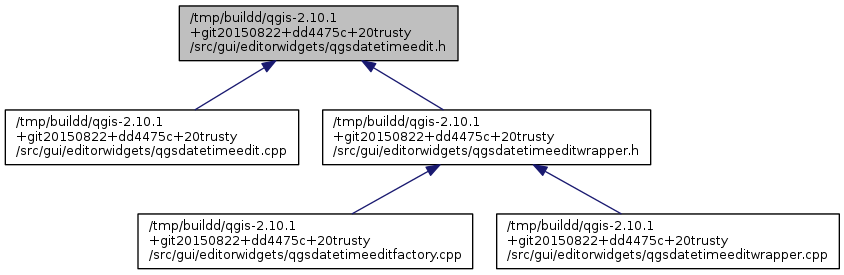 /tmp/buildd/qgis-2.10.1
+git20150822+dd4475c+20trusty
/src/gui/editorwidgets/qgsdatetimeedit.h
/tmp/buildd/qgis-2.10.1
+git20150822+dd4475c+20trusty
/src/gui/editorwidgets/qgsdatetimeedit.cpp
/tmp/buildd/qgis-2.10.1
+git20150822+dd4475c+20trusty
/src/gui/editorwidgets/qgsdatetimeeditwrapper.h
/tmp/buildd/qgis-2.10.1
+git20150822+dd4475c+20trusty
/src/gui/editorwidgets/qgsdatetimeeditfactory.cpp
/tmp/buildd/qgis-2.10.1
+git20150822+dd4475c+20trusty
/src/gui/editorwidgets/qgsdatetimeeditwrapper.cpp